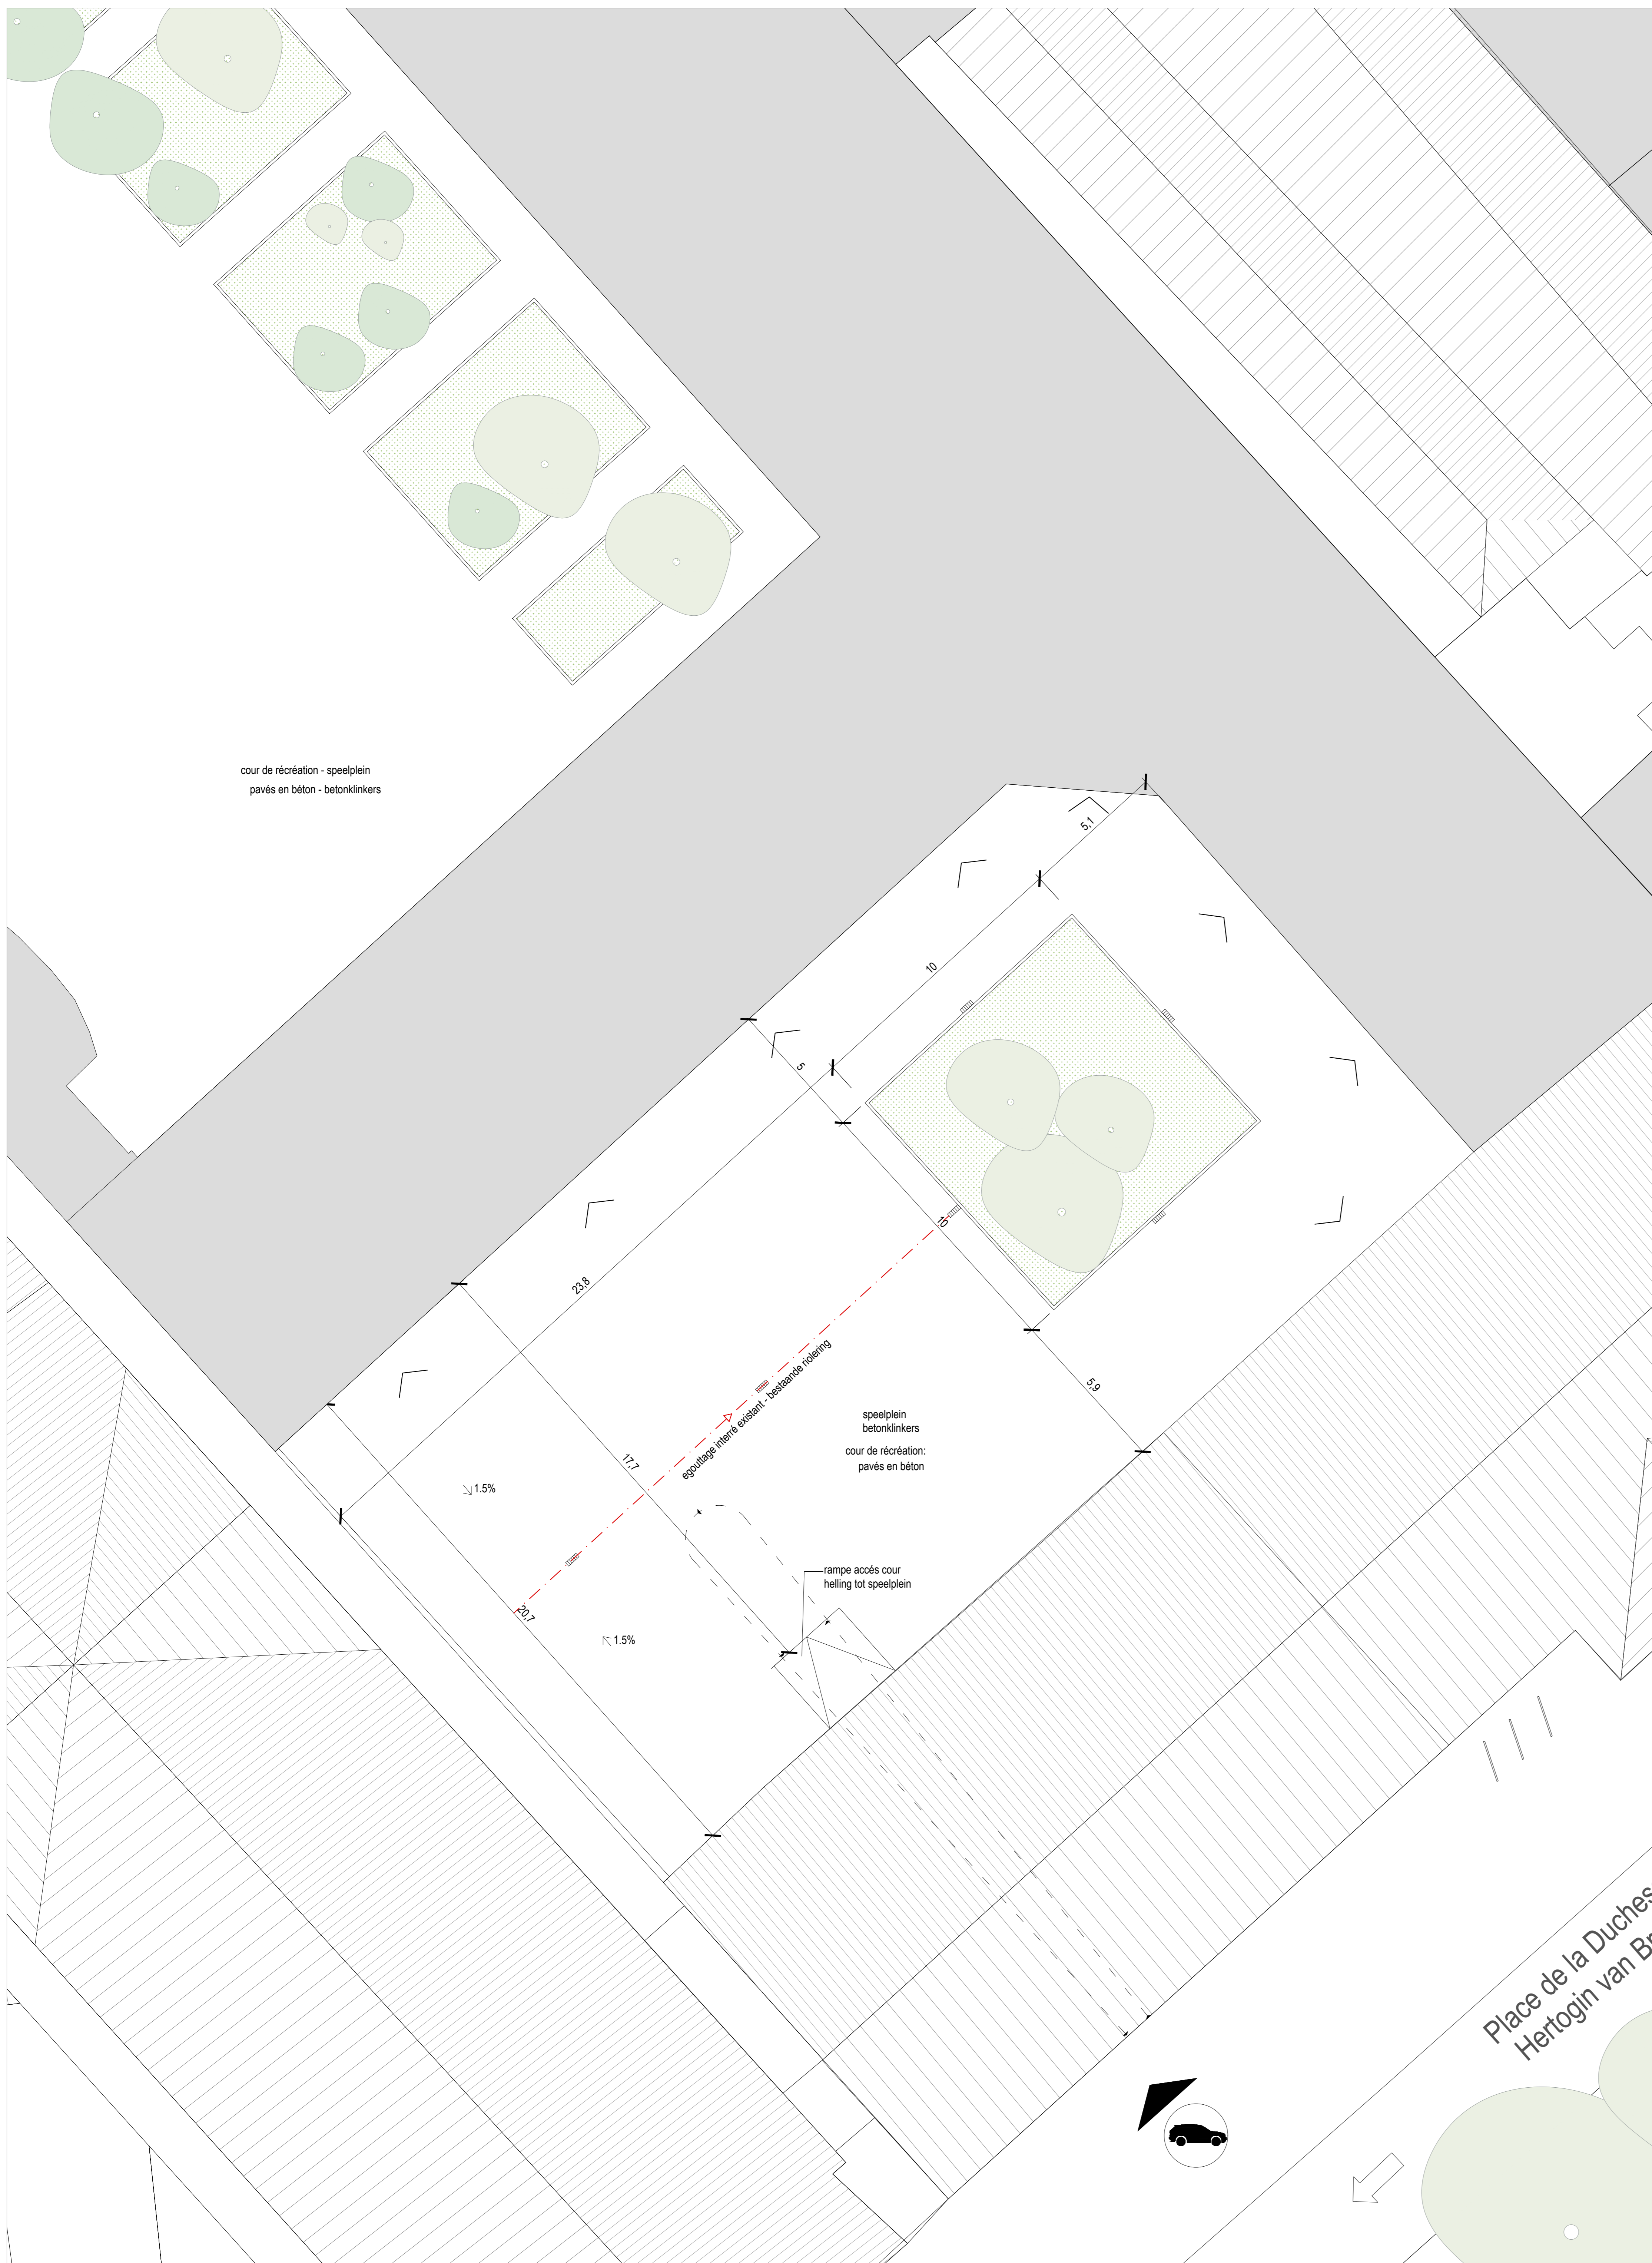 cour de récréation - speelplein
pavés en béton - betonklinkers
5,1
10
5
23,8
10
5,9
egouttage interré existant - bestaande riolering
speelplein
betonklinkers
cour de récréation:
pavés en béton
17,7
1.5%
rampe accés cour
helling tot speelplein
20,7
1.5%
Place de la Duches
Hertogin van Br